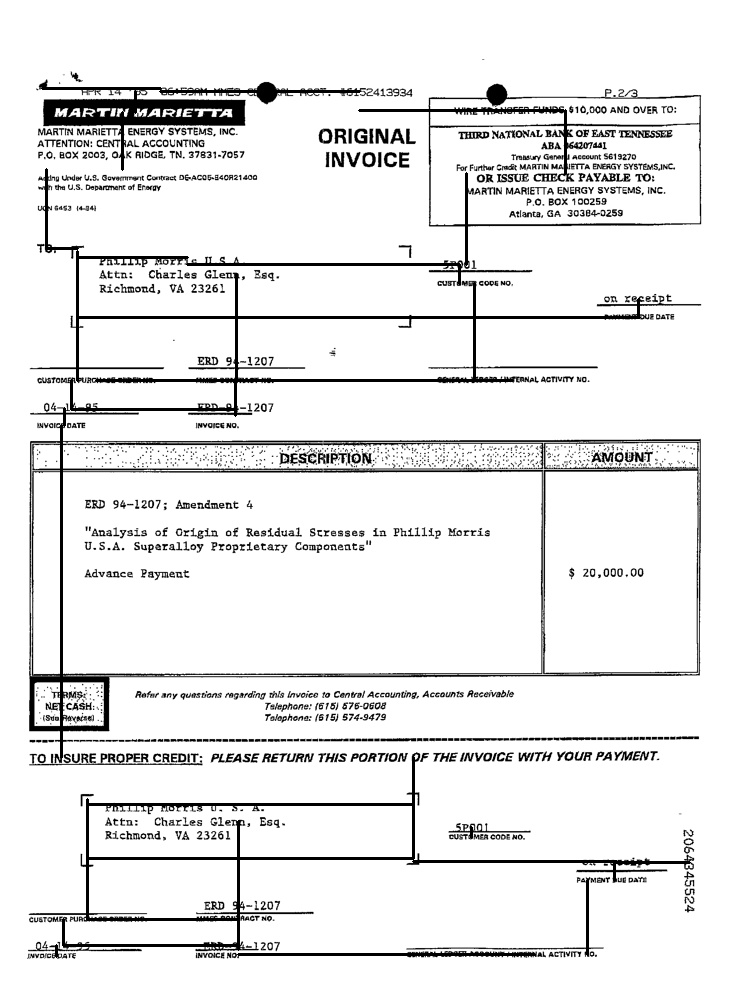 APR 14 '95 06:59AM MMES CENTRAL ACCT. #6152413934 P.2/3
MARTIN MARIETTA
MARTIN MARIETTA ENERGY SYSTEMS, INC.
ATTENTION: CENTRAL ACCOUNTING
P.O. BOX 2003, OAK RIDGE, TN. 37831-7057
Acting Under U.S. Government Contract DE-AC05-84OR21400
with the U.S. Department of Energy
UCN 6453 (4-94)
ORIGINAL
INVOICE
WIRE TRANSFER FUNDS $10,000 AND OVER TO:
THIRD NATIONAL BANK OF EAST TENNESSEE
ABA 064207441
Treasury General Account 5619270
For Further Credit MARTIN MARIETTA ENERGY SYSTEMS,INC.
OR ISSUE CHECK PAYABLE TO:
MARTIN MARIETTA ENERGY SYSTEMS, INC.
P.O. BOX 100259
Atlanta, GA 30384-0259
TO:
Phillip Morris U.S.A.
Attn: Charles Glenn, Esq.
Richmond, VA 23261
5P001
CUSTOMER CODE NO.
on receipt
PAYMENT DUE DATE
ERD 94-1207
CUSTOMER PURCHASE ORDER NO. MMES CONTRACT NO. GENERAL LEDGER / INTERNAL ACTIVITY NO.
04-14-95 ERD-94-1207
INVOICE DATE INVOICE NO.
DESCRIPTION AMOUNT
ERD 94-1207; Amendment 4
"Analysis of Origin of Residual Stresses in Phillip Morris
U.S.A. Superalloy Proprietary Components"
Advance Payment $ 20,000.00
TERMS:
NET CASH
(See Reverse)
Refer any questions regarding this invoice to Central Accounting, Accounts Receivable
Telephone: (615) 576-0608
Telephone: (615) 574-9479
TO INSURE PROPER CREDIT: PLEASE RETURN THIS PORTION OF THE INVOICE WITH YOUR PAYMENT.
Phillip Morris U. S. A.
Attn: Charles Glenn, Esq.
Richmond, VA 23261
5P001
CUSTOMER CODE NO.
on receipt
PAYMENT DUE DATE
2064345524
ERD 94-1207
CUSTOMER PURCHASE ORDER NO. MMES CONTRACT NO.
04-14-95 ERD-94-1207
INVOICE DATE INVOICE NO. GENERAL LEDGER ACCOUNT / INTERNAL ACTIVITY NO.